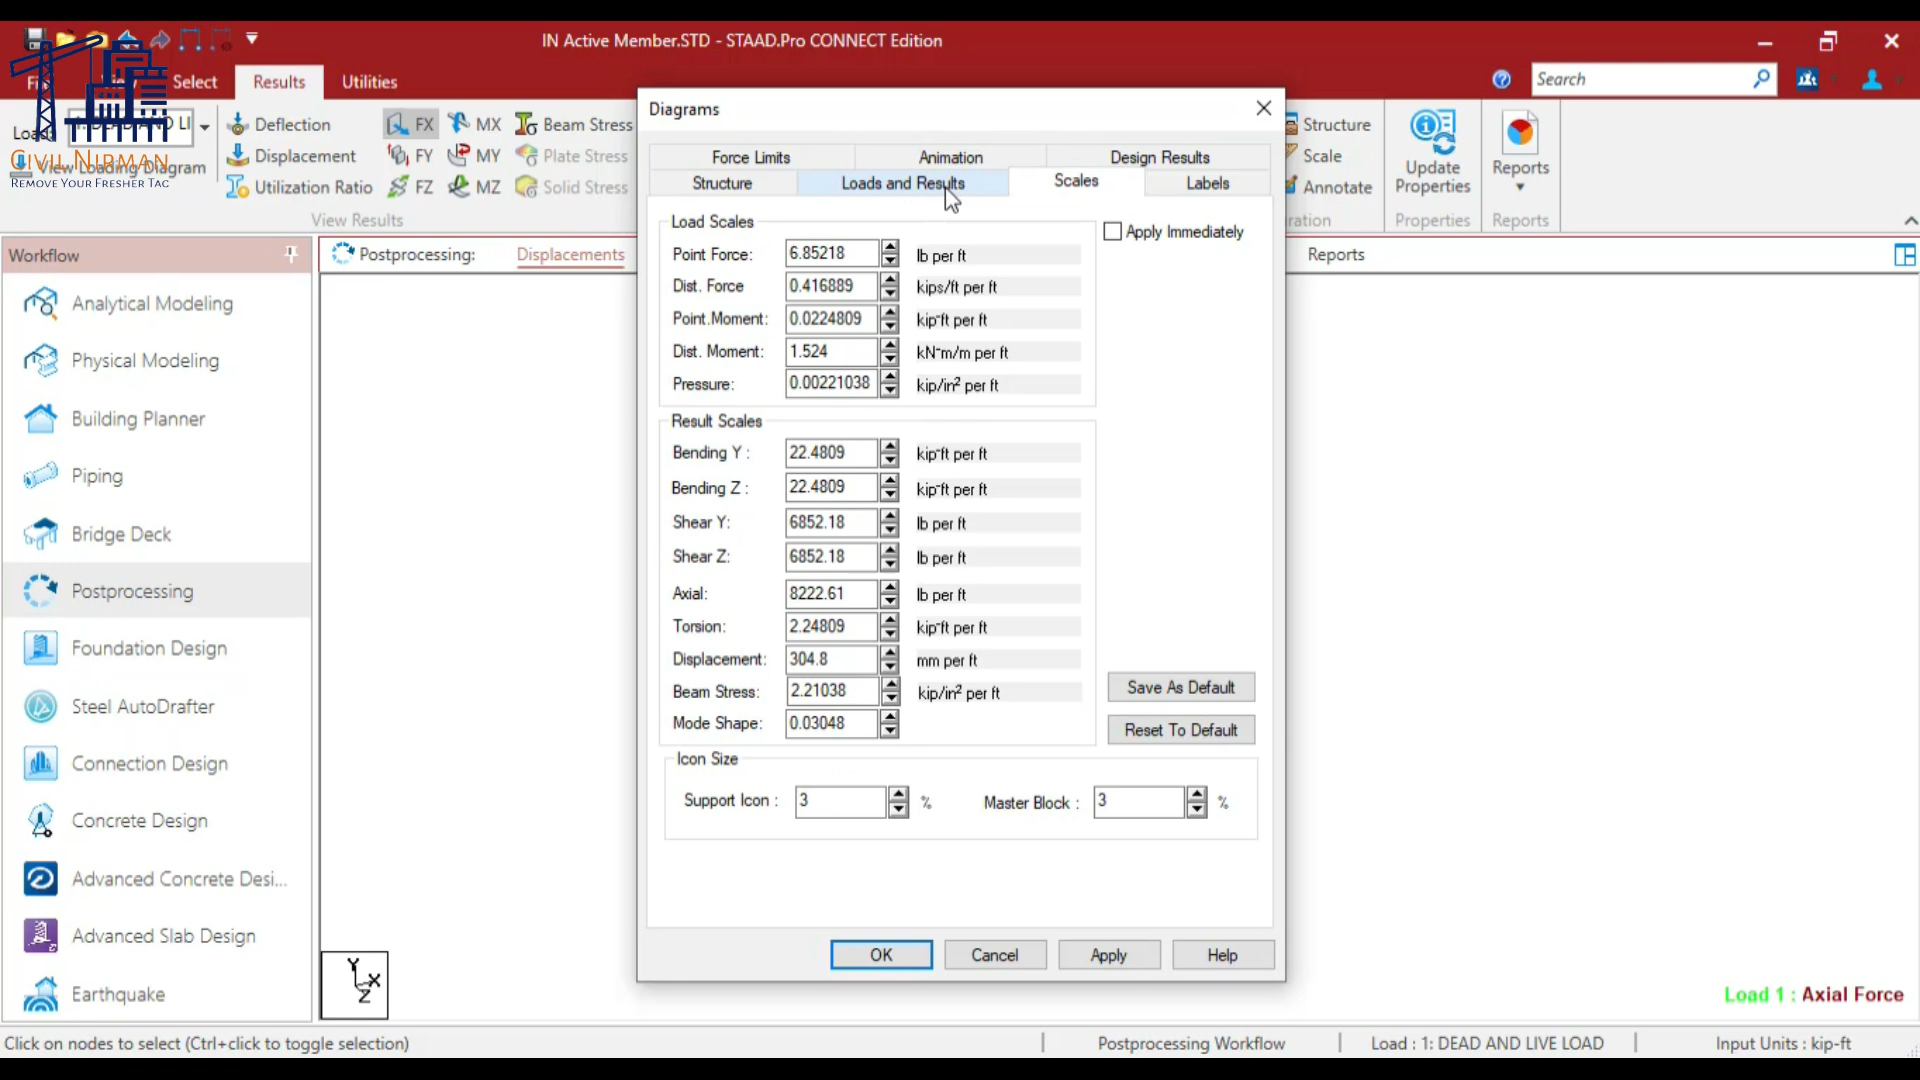 IN Active Member.STD - STAAD.Pro CONNECT Edition
Select
Results
Utilities
Search
Load
DEAD AND LI
View Loading Diagram
CIVIL NIRMAN
REMOVE YOUR FRESHER TAC
Deflection
Displacement
Utilization Ratio
FX
FY
FZ
MX
MY
MZ
Beam Stress
Plate Stress
Solid Stress
View Results
Structure
Scale
Annotate
Update
Properties
Properties
Reports
Reports
Workflow
Analytical Modeling
Physical Modeling
Building Planner
Piping
Bridge Deck
Postprocessing
Foundation Design
Steel AutoDrafter
Connection Design
Concrete Design
Advanced Concrete Desi...
Advanced Slab Design
Earthquake
Postprocessing:
Displacements
Reports
Diagrams
Force Limits
Animation
Design Results
Structure
Loads and Results
Scales
Labels
Load Scales
Apply Immediately
Point Force: 6.85218 lb per ft
Dist. Force 0.416889 kips/ft per ft
Point.Moment: 0.0224809 kip-ft per ft
Dist. Moment: 1.524 kN-m/m per ft
Pressure: 0.00221038 kip/in² per ft
Result Scales
Bending Y : 22.4809 kip-ft per ft
Bending Z : 22.4809 kip-ft per ft
Shear Y: 6852.18 lb per ft
Shear Z: 6852.18 lb per ft
Axial: 8222.61 lb per ft
Torsion: 2.24809 kip-ft per ft
Displacement: 304.8 mm per ft
Beam Stress: 2.21038 kip/in² per ft
Mode Shape: 0.03048
Save As Default
Reset To Default
Icon Size
Support Icon : 3 %
Master Block : 3 %
OK
Cancel
Apply
Help
Y
X
Z
Load 1 : Axial Force
Click on nodes to select (Ctrl+click to toggle selection)
Postprocessing Workflow
Load : 1: DEAD AND LIVE LOAD
Input Units : kip-ft